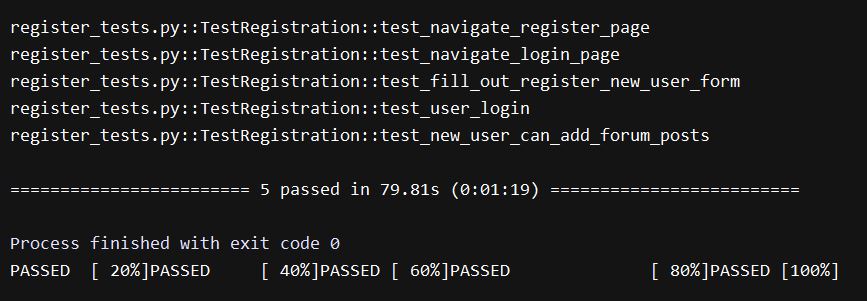 register_tests.py::TestRegistration::test_navigate_register_page
register_tests.py::TestRegistration::test_navigate_login_page
register_tests.py::TestRegistration::test_fill_out_register_new_user_form
register_tests.py::TestRegistration::test_user_login
register_tests.py::TestRegistration::test_new_user_can_add_forum_posts
======================== 5 passed in 79.81s (0:01:19) =========================
Process finished with exit code 0
PASSED  [ 20%]PASSED     [ 40%]PASSED [ 60%]PASSED              [ 80%]PASSED [100%]